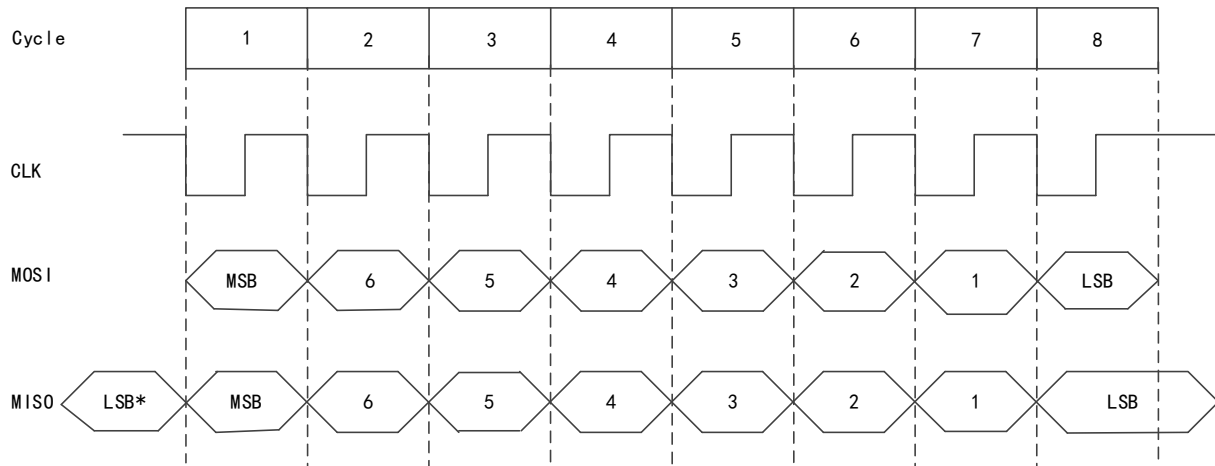 Cycle 1 2 3 4 5 6 7 8
CLK
MOSI MSB 6 5 4 3 2 1 LSB
MISO LSB* MSB 6 5 4 3 2 1 LSB